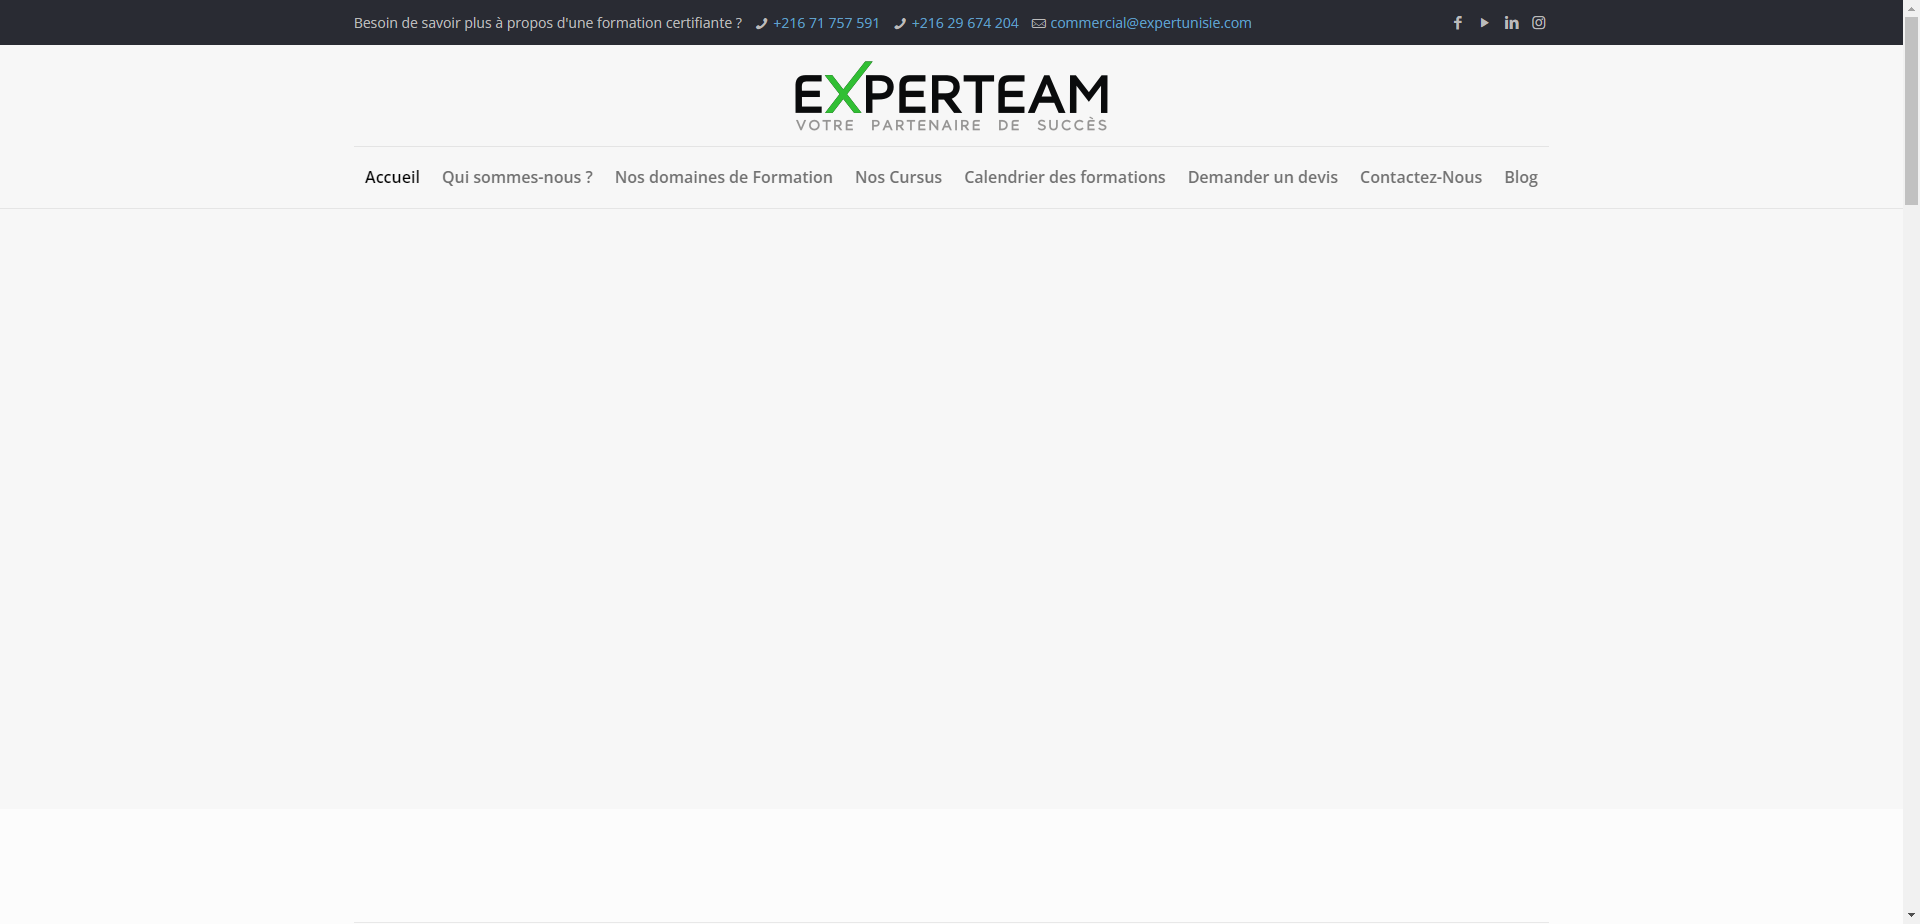 Besoin de savoir plus à propos d'une formation certifiante ? +216 71 757 591 +216 29 674 204 commercial@expertunisie.com
EXPERTEAM
VOTRE PARTENAIRE DE SUCCÈS
Accueil Qui sommes-nous ? Nos domaines de Formation Nos Cursus Calendrier des formations Demander un devis Contactez-Nous Blog